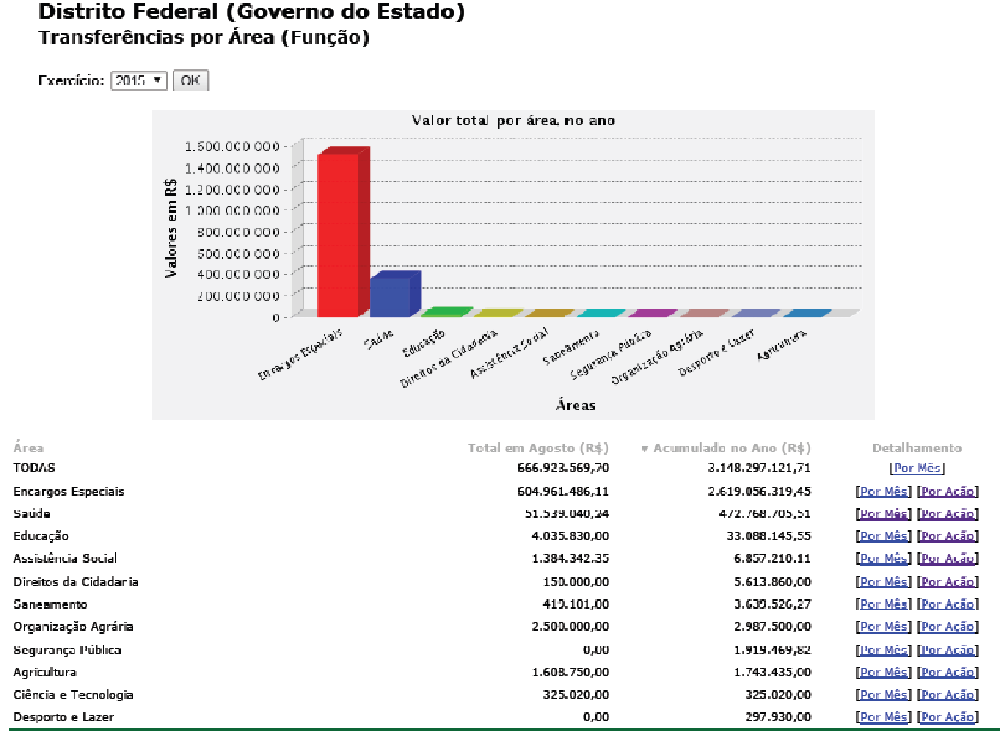 Distrito Federal (Governo do Estado)
Transferências por Área (Função)
Exercício: 2015 ▼ OK
Valor total por área, no ano
Valores em R$
1.600.000.000
1.400.000.000
1.200.000.000
1.000.000.000
800.000.000
600.000.000
400.000.000
200.000.000
0
Encargos Especiais
Saúde
Educação
Direitos da Cidadania
Assistência Social
Saneamento
Segurança Pública
Organização Agrária
Desporto e Lazer
Agricultura
Áreas
Área Total em Agosto (R$) ▼ Acumulado no Ano (R$) Detalhamento
TODAS 666.923.569,70 3.148.297.121,71 [Por Mês]
Encargos Especiais 604.961.486,11 2.619.056.319,45 [Por Mês] [Por Ação]
Saúde 51.539.040,24 472.768.705,51 [Por Mês] [Por Ação]
Educação 4.035.830,00 33.088.145,55 [Por Mês] [Por Ação]
Assistência Social 1.384.342,35 6.857.210,11 [Por Mês] [Por Ação]
Direitos da Cidadania 150.000,00 5.613.860,00 [Por Mês] [Por Ação]
Saneamento 419.101,00 3.639.526,27 [Por Mês] [Por Ação]
Organização Agrária 2.500.000,00 2.987.500,00 [Por Mês] [Por Ação]
Segurança Pública 0,00 1.919.469,82 [Por Mês] [Por Ação]
Agricultura 1.608.750,00 1.743.435,00 [Por Mês] [Por Ação]
Ciência e Tecnologia 325.020,00 325.020,00 [Por Mês] [Por Ação]
Desporto e Lazer 0,00 297.930,00 [Por Mês] [Por Ação]